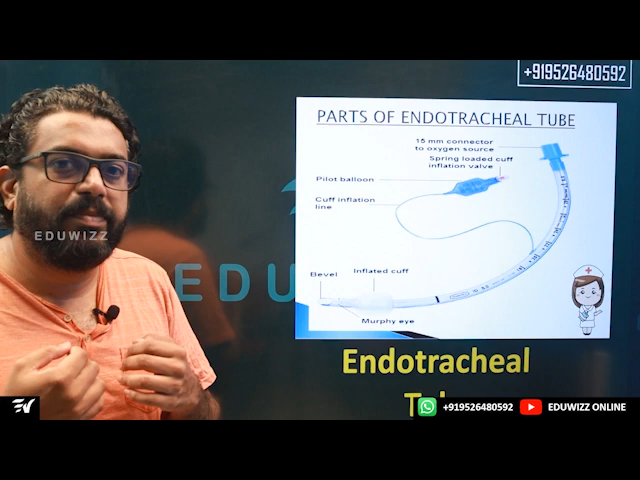 +919526480592
PARTS OF ENDOTRACHEAL TUBE
15 mm connector
to oxygen source
Spring loaded cuff
inflation valve
Pilot balloon
Cuff inflation
line
EDUWIZZ
EDU
Bevel
Inflated cuff
Murphy eye
Endotracheal
+919526480592
EDUWIZZ ONLINE